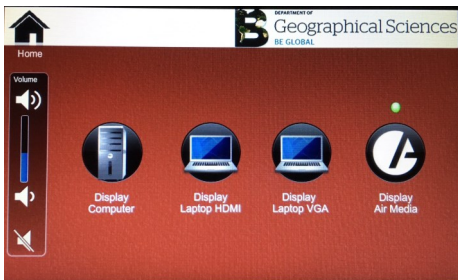 DEPARTMENT OF
Geographical Sciences
BE GLOBAL
Home
Volume
Display
Computer
Display
Laptop HDMI
Display
Laptop VGA
Display
Air Media